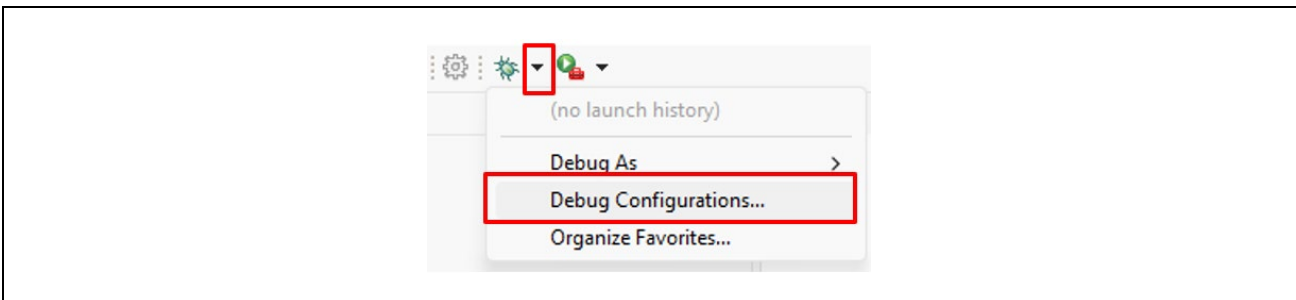 (no launch history)
Debug As
Debug Configurations...
Organize Favorites...